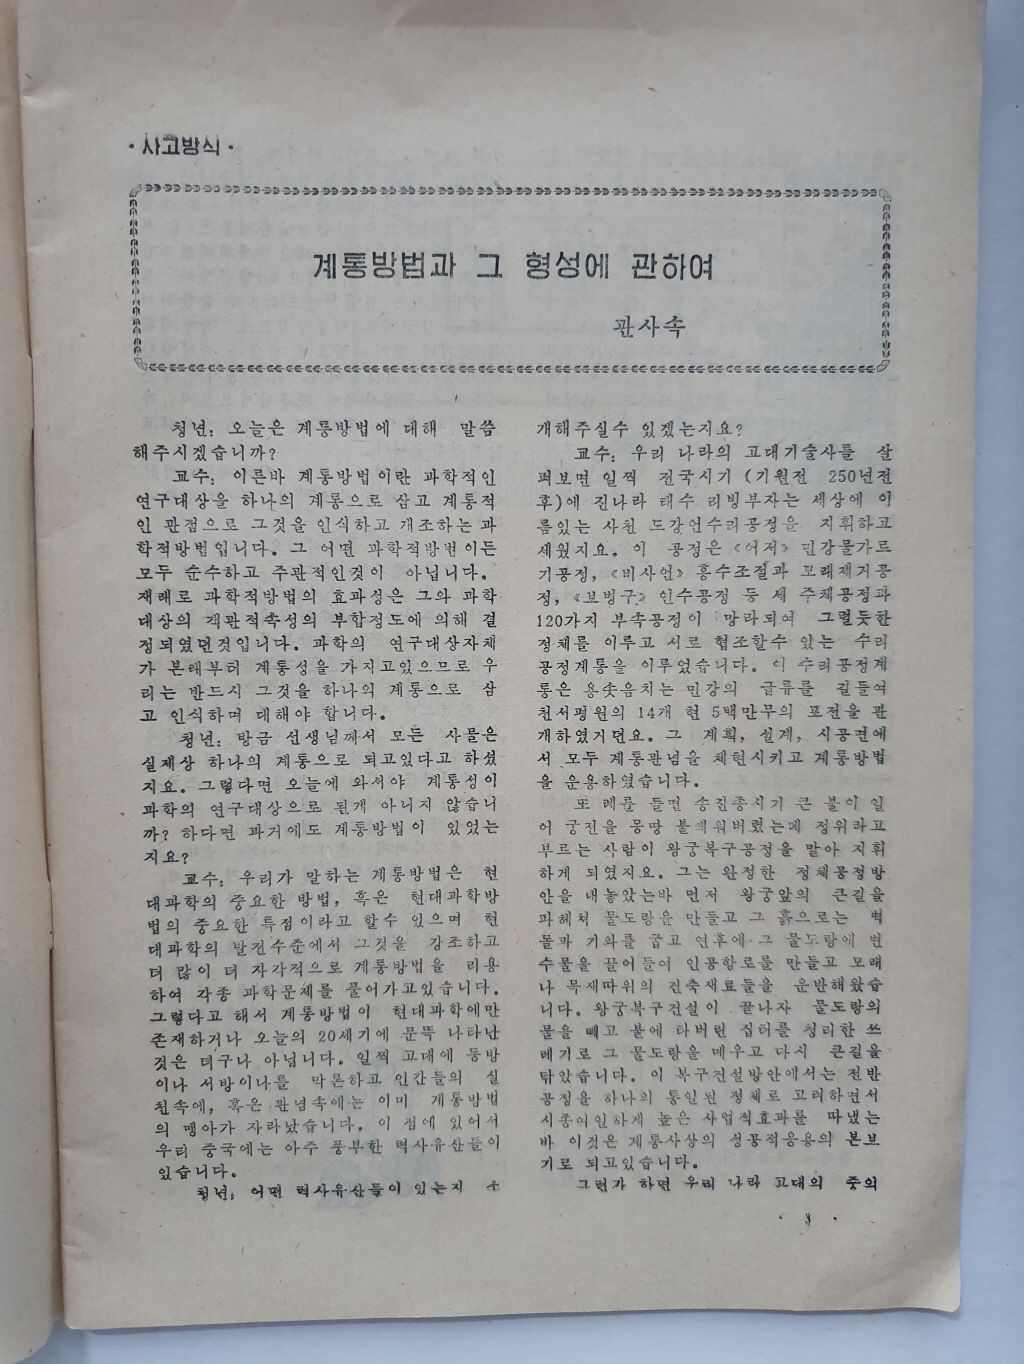 ·사고방식·
계통방법과 그 형성에 관하여
관사속
청년: 오늘은 계통방법에 대해 말씀
해주시겠습니까?
교수: 이른바 계통방법이란 과학적인
연구대상을 하나의 계통으로 삼고 계통적
인 관점으로 그것을 인식하고 개조하는 과
학적방법입니다. 그 어떤 과학적방법이든
모두 순수하고 주관적인것이 아닙니다.
재래로 과학적방법의 효과성은 그와 과학
대상의 객관적속성의 부합정도에 의해 결
정되였던것입니다. 과학의 연구대상자체
가 본래부터 계통성을 가지고있으므로 우
리는 반드시 그것을 하나의 계통으로 삼
고 인식하며 대해야 합니다.
청년: 방금 선생님께서 모든 사물은
실제상 하나의 계통으로 되고있다고 하셨
지요. 그렇다면 오늘에 와서야 계통성이
과학의 연구대상으로 된게 아니지 않습니
까? 하다면 과거에도 계통방법이 있었는
지요?
교수: 우리가 말하는 계통방법은 현
대과학의 중요한 방법, 혹은 현대과학방
법의 중요한 특점이라고 할수 있으며 현
대과학의 발전수준에서 그것을 강조하고
더 많이 더 자각적으로 계통방법을 리용
하여 각종 과학문제를 풀어가고있습니다.
그렇다고 해서 계통방법이 현대과학에만
존재하거나 오늘의 20세기에 문뜩 나타난
것은 더구나 아닙니다. 일찍 고대에 동방
이나 서방이나를 막론하고 인간들의 실
천속에, 혹은 관념속에는 이미 계통방법
의 맹아가 자라났습니다. 이 점에 있어서
우리 중국에는 아주 풍부한 력사유산들이
있습니다.
청년: 어떤 력사유산들이 있는지 소
개해주실수 있겠는지요?
교수: 우리 나라의 고대기술사를 살
펴보면 일찍 전국시기 (기원전 250년전
후)에 진나라 태수 리빙부자는 세상에 이
름있는 사천 도강언수리공정을 지휘하고
세웠지요. 이 공정은 《어저》 민강물가르
기공정, 《비사언》 홍수조절과 모래제거공
정, 《보병구》 인수공정 등 세 주체공정과
120가지 부속공정이 망라되여 그럴듯한
정체를 이루고 서로 협조할수 있는 수리
공정계통을 이루었습니다. 이 수리공정계
통은 용솟음치는 민강의 급류를 길들여
천서평원의 14개 현 5백만무의 포전을 관
개하였거던요. 그 계획, 설계, 시공면에
서 모두 계통관념을 체현시키고 계통방법
을 운용하였습니다.
또 례를 들면 송진종시기 큰 불이 일
어 궁전을 몽땅 불태워버렸는데 정위라고
부르는 사람이 왕궁복구공정을 맡아 지휘
하게 되였지요. 그는 완정한 정체공정방
안을 내놓았는바 먼저 왕궁앞의 큰길을
파헤쳐 물도랑을 만들고 그 흙으로는 벽
돌과 기와를 굽고 연후에 그 물도랑에 변
수물을 끌어들여 인공항로를 만들고 모래
나 목재따위의 건축재료들을 운반해왔습
니다. 왕궁복구건설이 끝나자 물도랑의
물을 빼고 불에 타버린 집터를 청리한 쓰
레기로 그 물도랑을 메우고 다시 큰길을
닦았습니다. 이 복구건설방안에서는 전반
공정을 하나의 통일된 정체로 고려하면서
시종여일하게 높은 사업적효과를 따냈는
바 이것은 계통사상의 성공적응용의 본보
기로 되고있습니다.
그런가 하면 우리 나라 고대의 중의
· 3 ·